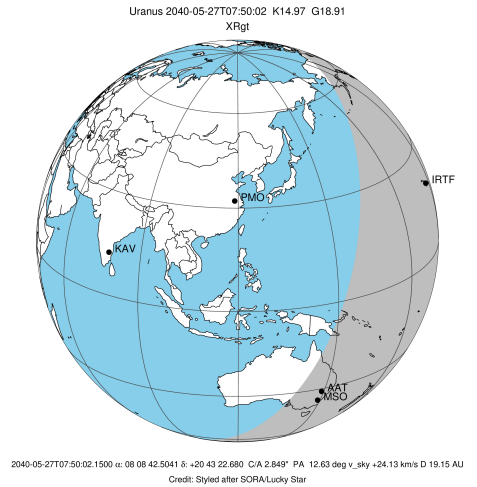 Uranus 2040-05-27T07:50:02  K14.97  G18.91
XRgt
IRTF
PMO
KAV
AAT
MSO
2040-05-27T07:50:02.1500 α: 08 08 42.5041 δ: +20 43 22.680  C/A 2.849"  PA  12.63 deg v_sky +24.13 km/s D 19.15 AU
Credit: Styled after SORA/Lucky Star